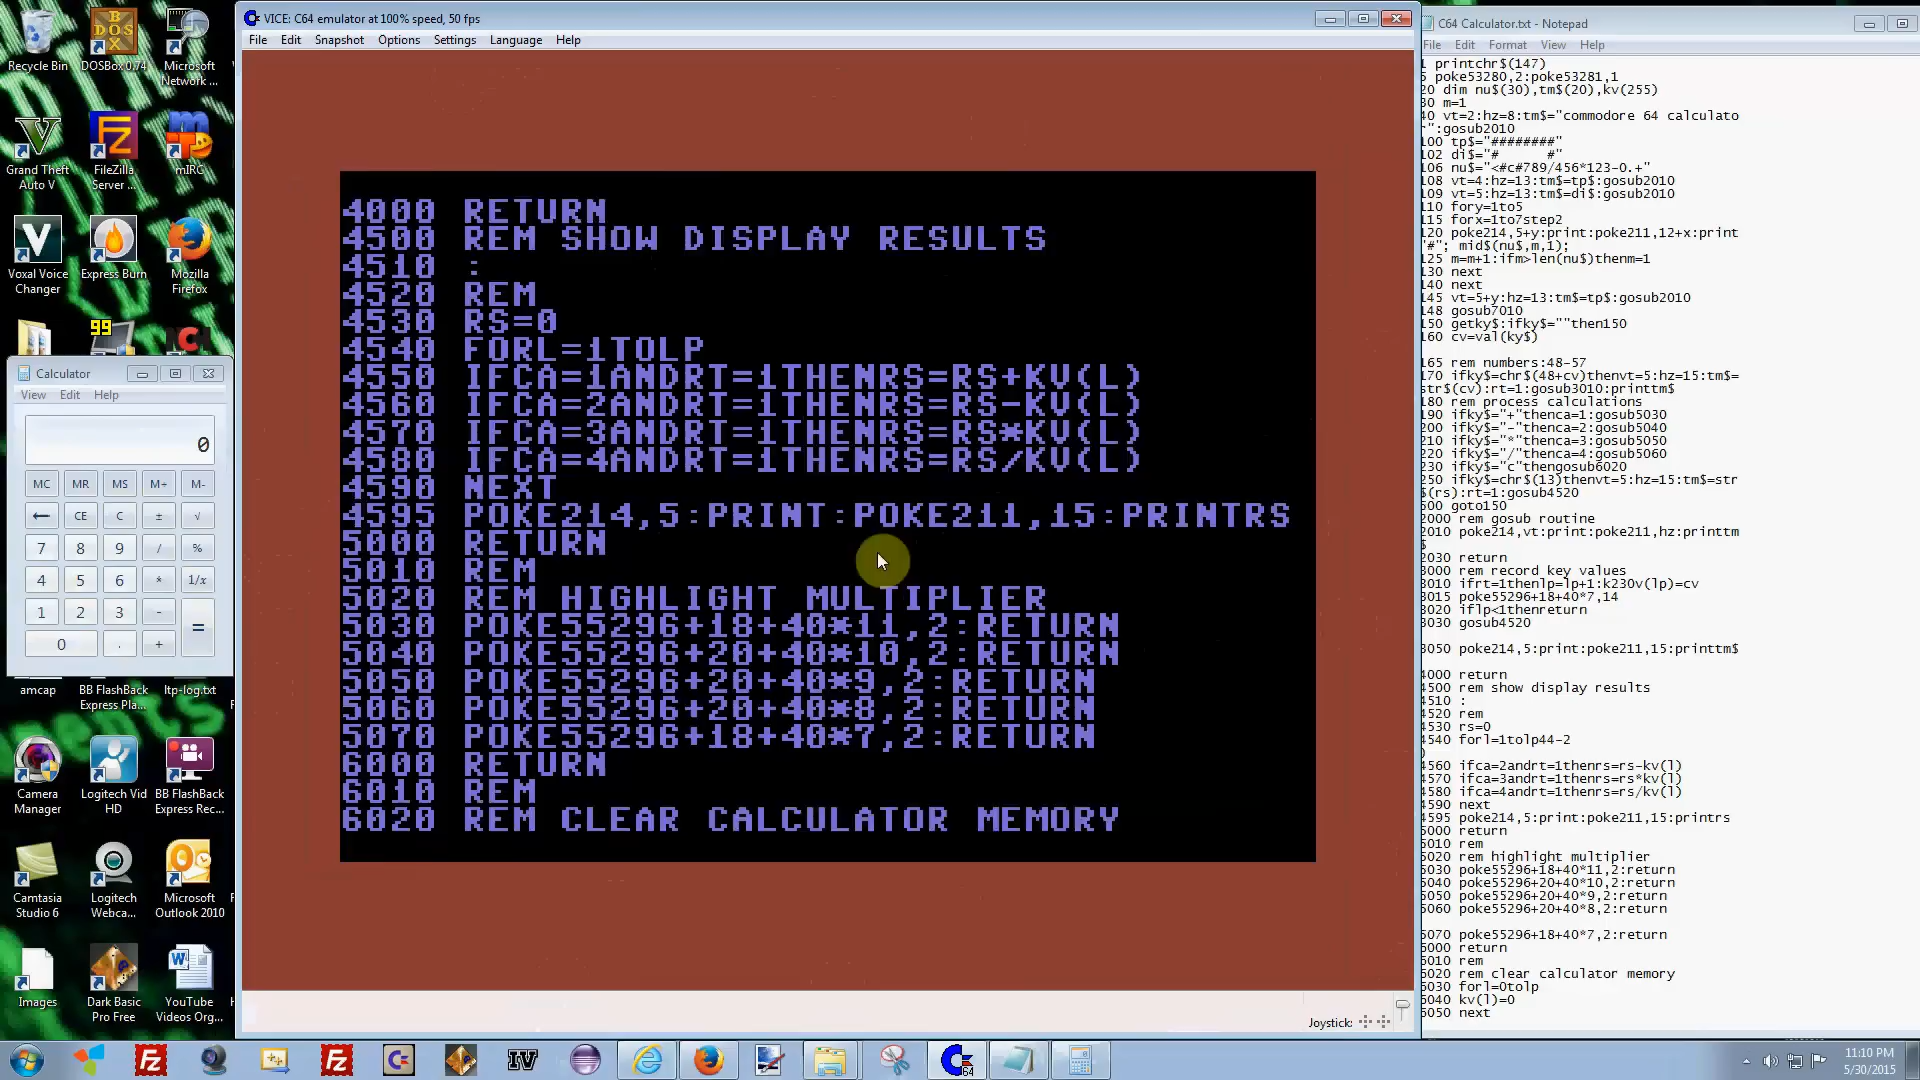 Recycle Bin
DOSBox 0.74
Microsoft
Network ...
Grand Theft
Auto V
FileZilla
Server ...
mIRC
Voxal Voice
Changer
Express Burn
Mozilla
Firefox
99
Calculator
View Edit Help
0
MC MR MS M+ M-
← CE C ± √
7 8 9 / %
4 5 6 * 1/x
1 2 3 - =
0 . +
amcap
BB FlashBack
Express Pla...
ltp-log.txt
Camera
Manager
Logitech Vid
HD
BB FlashBack
Express Rec...
Camtasia
Studio 6
Logitech
Webca...
Microsoft
Outlook 2010
Images
Dark Basic
Pro Free
YouTube
Videos Org...
VICE: C64 emulator at 100% speed, 50 fps
File Edit Snapshot Options Settings Language Help
4000 RETURN
4500 REM SHOW DISPLAY RESULTS
4510 :
4520 REM
4530 RS=0
4540 FORL=1TOLP
4550 IFCA=1ANDRT=1THENRS=RS+KV(L)
4560 IFCA=2ANDRT=1THENRS=RS-KV(L)
4570 IFCA=3ANDRT=1THENRS=RS*KV(L)
4580 IFCA=4ANDRT=1THENRS=RS/KV(L)
4590 NEXT
4595 POKE214,5:PRINT:POKE211,15:PRINTRS
5000 RETURN
5010 REM
5020 REM HIGHLIGHT MULTIPLIER
5030 POKE55296+18+40*11,2:RETURN
5040 POKE55296+20+40*10,2:RETURN
5050 POKE55296+20+40*9,2:RETURN
5060 POKE55296+20+40*8,2:RETURN
5070 POKE55296+18+40*7,2:RETURN
6000 RETURN
6010 REM
6020 REM CLEAR CALCULATOR MEMORY
Joystick:
C64 Calculator.txt - Notepad
File Edit Format View Help
1 printchr$(147)
5 poke53280,2:poke53281,1
20 dim nu$(30),tm$(20),kv(255)
30 m=1
40 vt=2:hz=8:tm$="commodore 64 calculato
r":gosub2010
100 tp$="########"
102 di$="#      #"
106 nu$="<#c#789/456*123-0.+"
108 vt=4:hz=13:tm$=tp$:gosub2010
109 vt=5:hz=13:tm$=di$:gosub2010
110 fory=1to5
115 forx=1to7step2
120 poke214,5+y:print:poke211,12+x:print
"#"; mid$(nu$,m,1);
125 m=m+1:ifm>len(nu$)thenm=1
130 next
140 next
145 vt=5+y:hz=13:tm$=tp$:gosub2010
148 gosub7010
150 getky$:ifky$=""then150
160 cv=val(ky$)
165 rem numbers:48-57
170 ifky$=chr$(48+cv)thenvt=5:hz=15:tm$=
str$(cv):rt=1:gosub3010:printtm$
180 rem process calculations
190 ifky$="+"thenca=1:gosub5030
200 ifky$="-"thenca=2:gosub5040
210 ifky$="*"thenca=3:gosub5050
220 ifky$="/"thenca=4:gosub5060
230 ifky$="c"thengosub6020
250 ifky$=chr$(13)thenvt=5:hz=15:tm$=str
$(rs):rt=1:gosub4520
500 goto150
2000 rem gosub routine
2010 poke214,vt:print:poke211,hz:printtm
$
2030 return
3000 rem record key values
3010 ifrt=1thenlp=lp+1:k230v(lp)=cv
3015 poke55296+18+40*7,14
3020 iflp<1thenreturn
3030 gosub4520
3050 poke214,5:print:poke211,15:printtm$
4000 return
4500 rem show display results
4510 :
4520 rem
4530 rs=0
4540 forl=1tolp44-2
)
4560 ifca=2andrt=1thenrs=rs-kv(l)
4570 ifca=3andrt=1thenrs=rs*kv(l)
4580 ifca=4andrt=1thenrs=rs/kv(l)
4590 next
4595 poke214,5:print:poke211,15:printrs
5000 return
5010 rem
5020 rem highlight multiplier
5030 poke55296+18+40*11,2:return
5040 poke55296+20+40*10,2:return
5050 poke55296+20+40*9,2:return
5060 poke55296+20+40*8,2:return
5070 poke55296+18+40*7,2:return
6000 return
6010 rem
6020 rem clear calculator memory
6030 forl=0tolp
6040 kv(l)=0
6050 next
IV
64
11:10 PM
5/30/2015